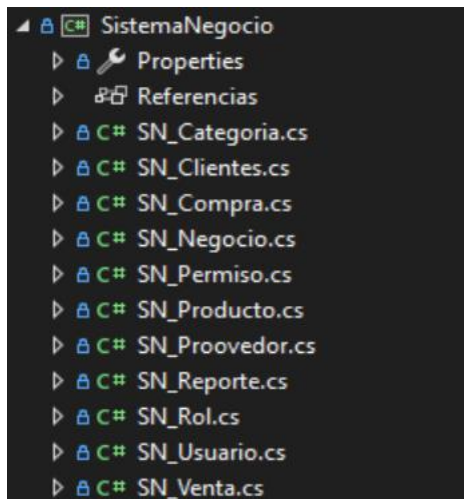 C# SistemaNegocio
Properties
Referencias
C# SN_Categoria.cs
C# SN_Clientes.cs
C# SN_Compra.cs
C# SN_Negocio.cs
C# SN_Permiso.cs
C# SN_Producto.cs
C# SN_Proovedor.cs
C# SN_Reporte.cs
C# SN_Rol.cs
C# SN_Usuario.cs
C# SN_Venta.cs